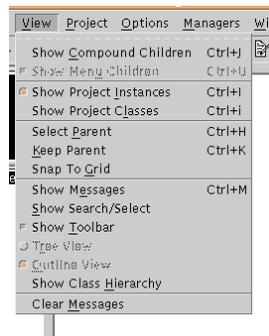 View Project Options Managers Wi
Show Compound Children Ctrl+J
Show Menu Children Ctrl+U
Show Project Instances Ctrl+I
Show Project Classes Ctrl+i
Select Parent Ctrl+H
Keep Parent Ctrl+K
Snap To Grid
Show Messages Ctrl+M
Show Search/Select
Show Toolbar
Tree View
Outline View
Show Class Hierarchy
Clear Messages